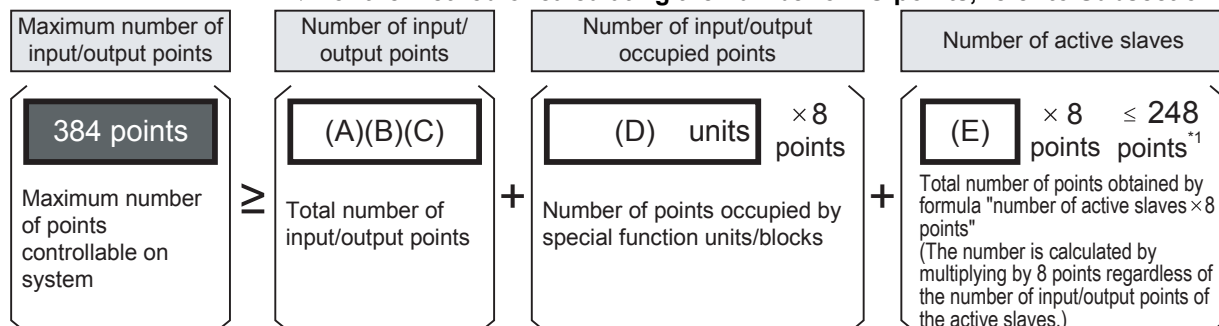 Maximum number of
input/output points
Number of input/
output points
Number of input/output
occupied points
Number of active slaves
384 points
Maximum number
of points
controllable on
system
≥
(A)(B)(C)
Total number of
input/output points
+
(D) units ×8
points
Number of points occupied by
special function units/blocks
+
(E) ×8 ≤ 248
points points*1
Total number of points obtained by
formula "number of active slaves×8
points"
(The number is calculated by
multiplying by 8 points regardless of
the number of input/output points of
the active slaves.)